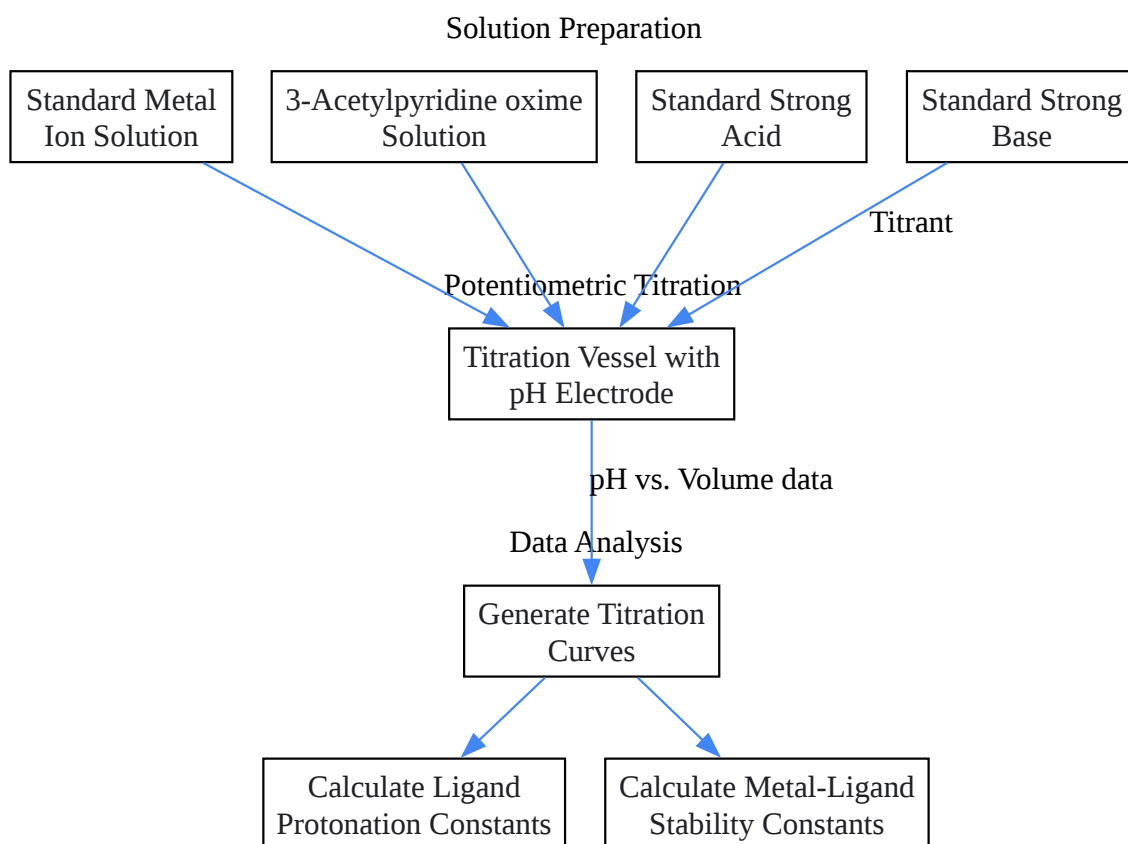 Solution Preparation
Standard Metal
Ion Solution
3-Acetylpyridine oxime
Solution
Standard Strong
Acid
Standard Strong
Base
Titrant
Potentiometric Titration
Titration Vessel with
pH Electrode
pH vs. Volume data
Data Analysis
Generate Titration
Curves
Calculate Ligand
Protonation Constants
Calculate Metal-Ligand
Stability Constants